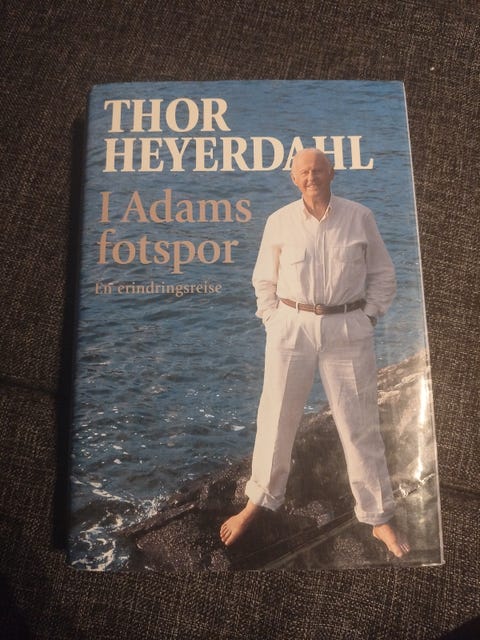 THOR
HEYERDAHL
I Adams
fotspor
En erindringsreise